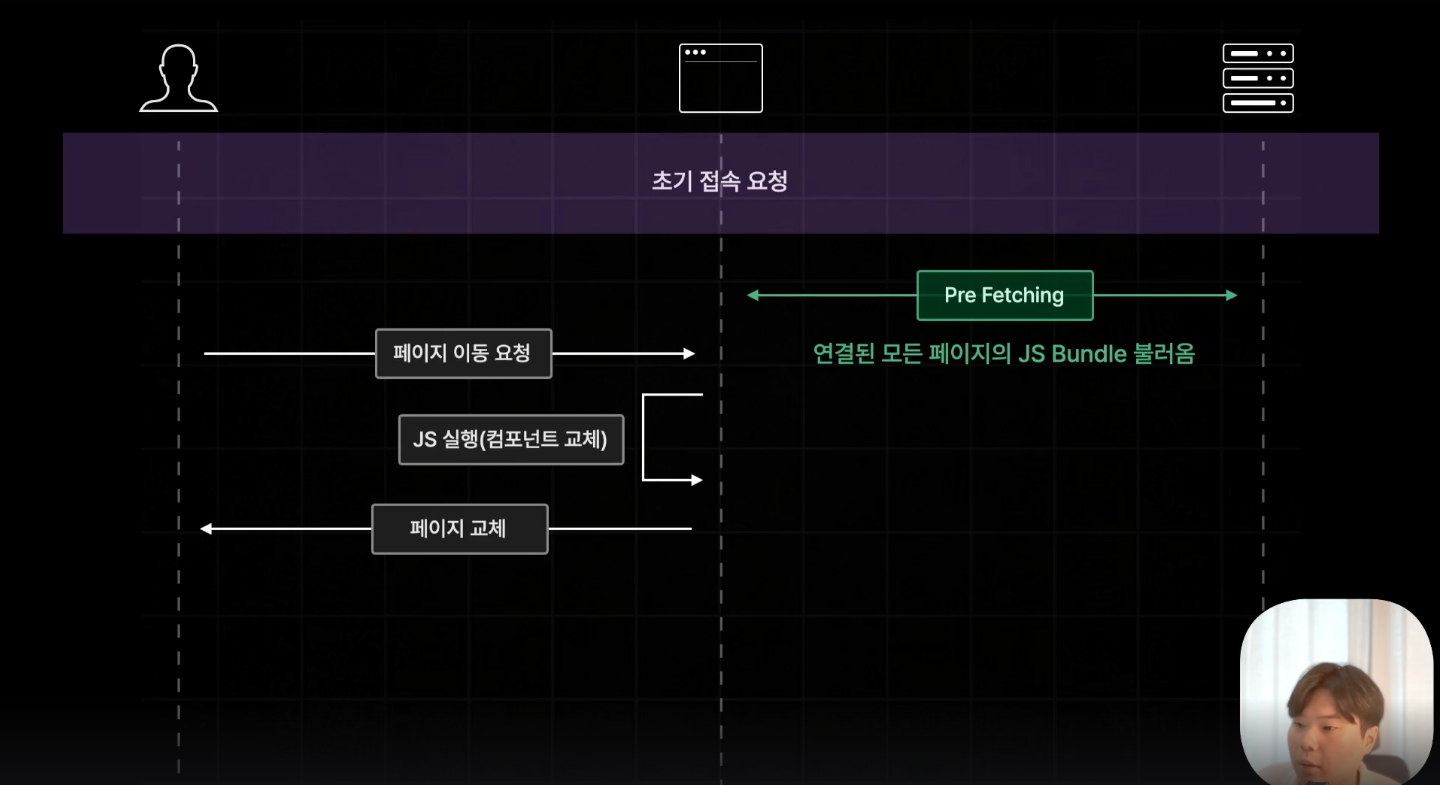 초기 접속 요청
Pre Fetching
페이지 이동 요청
연결된 모든 페이지의 JS Bundle 불러옴
JS 실행(컴포넌트 교체)
페이지 교체